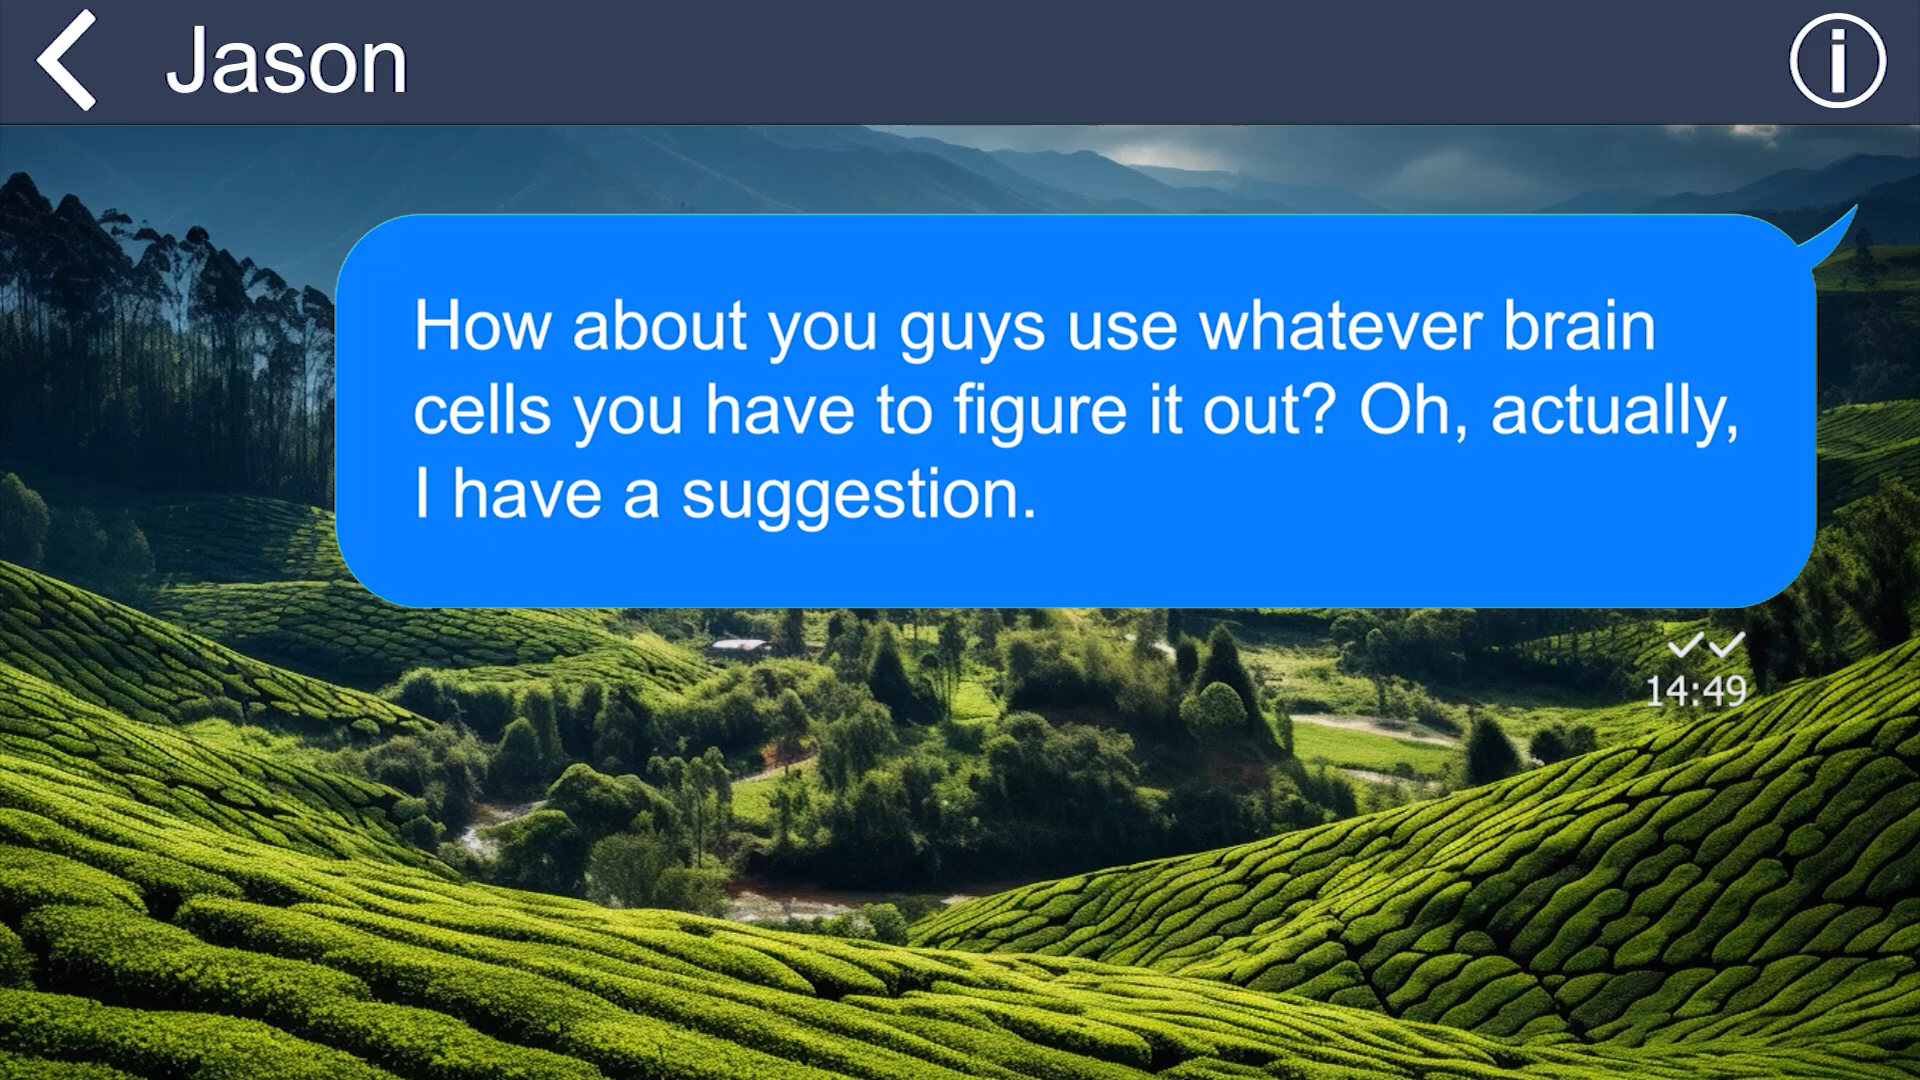 Jason
How about you guys use whatever brain
cells you have to figure it out? Oh, actually,
I have a suggestion.
14:49